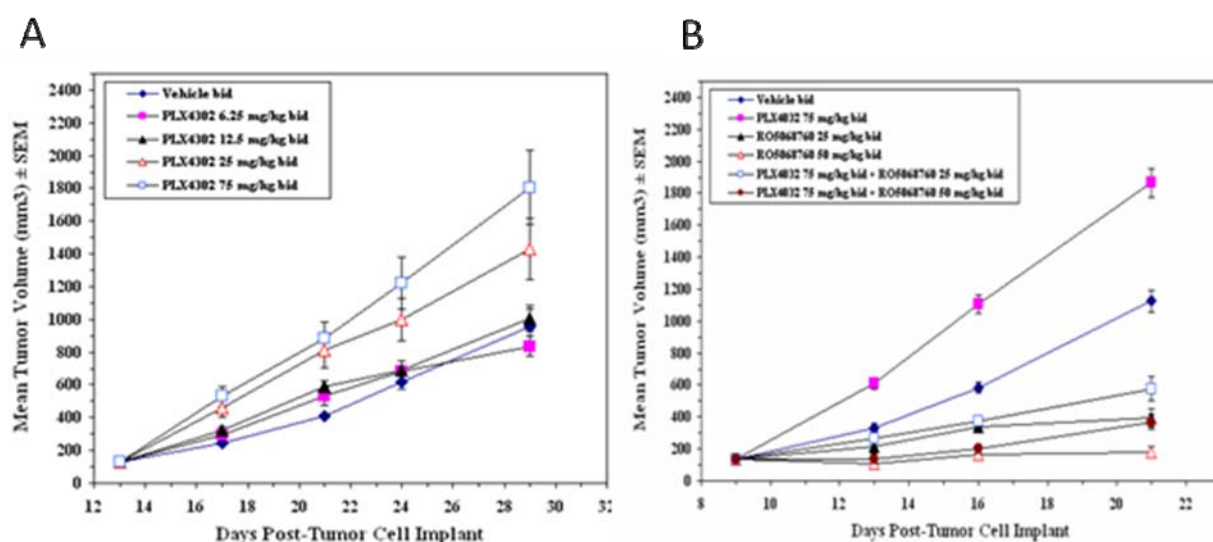 A
Mean Tumor Volume (mm3) ± SEM
2400
2200
2000
1800
1600
1400
1200
1000
800
600
400
200
0
Vehicle bid
PLX4302 6.25 mg/kg bid
PLX4302 12.5 mg/kg bid
PLX4302 25 mg/kg bid
PLX4302 75 mg/kg bid
12 14 16 18 20 22 24 26 28 30 32
Days Post-Tumor Cell Implant
B
Mean Tumor Volume (mm3) ± SEM
2400
2200
2000
1800
1600
1400
1200
1000
800
600
400
200
0
Vehicle bid
PLX4032 75 mg/kg bid
RO5068760 25 mg/kg bid
RO5068760 50 mg/kg bid
PLX4032 75 mg/kg bid + RO5068760 25 mg/kg bid
PLX4032 75 mg/kg bid + RO5068760 50 mg/kg bid
8 10 12 14 16 18 20 22
Days Post-Tumor Cell Implant